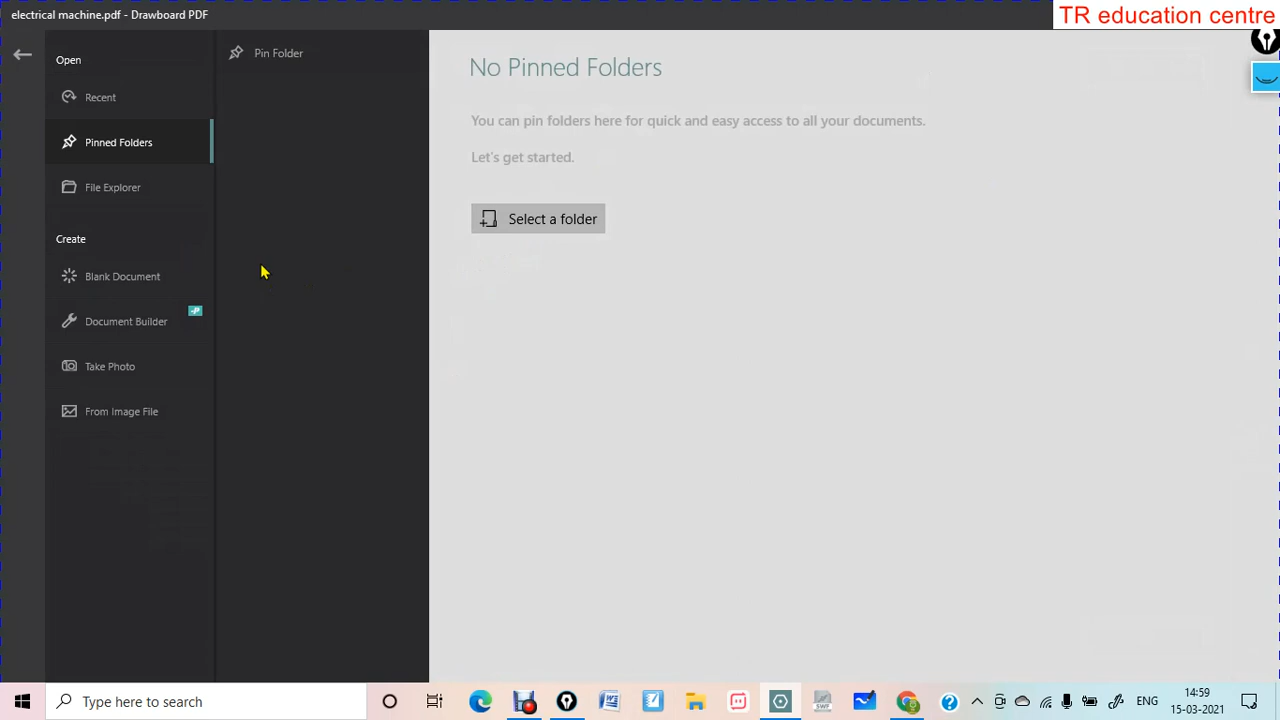 electrical machine.pdf - Drawboard PDF
TR education centre
Open
Recent
Pinned Folders
File Explorer
Create
Blank Document
Document Builder
Take Photo
From Image File
Pin Folder
No Pinned Folders
You can pin folders here for quick and easy access to all your documents.
Let's get started.
Select a folder
Type here to search
ENG
14:59
15-03-2021